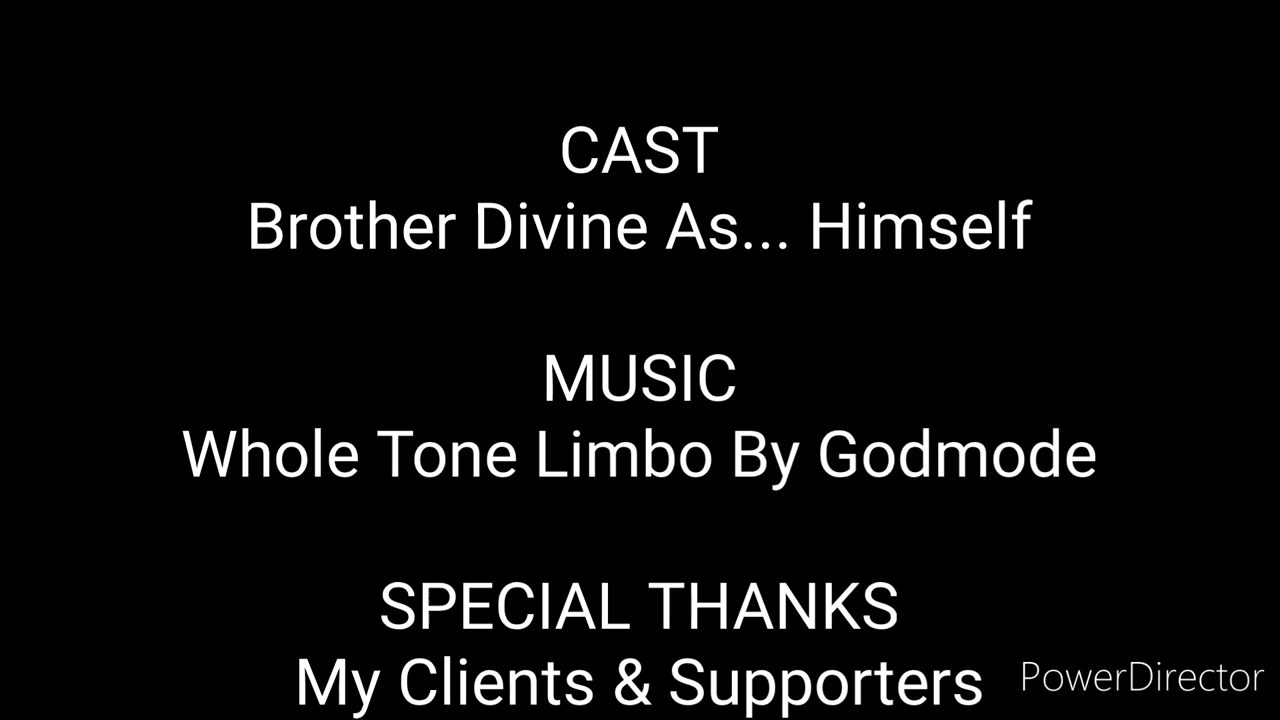 CAST
Brother Divine As... Himself
MUSIC
Whole Tone Limbo By Godmode
SPECIAL THANKS
My Clients & Supporters
PowerDirector